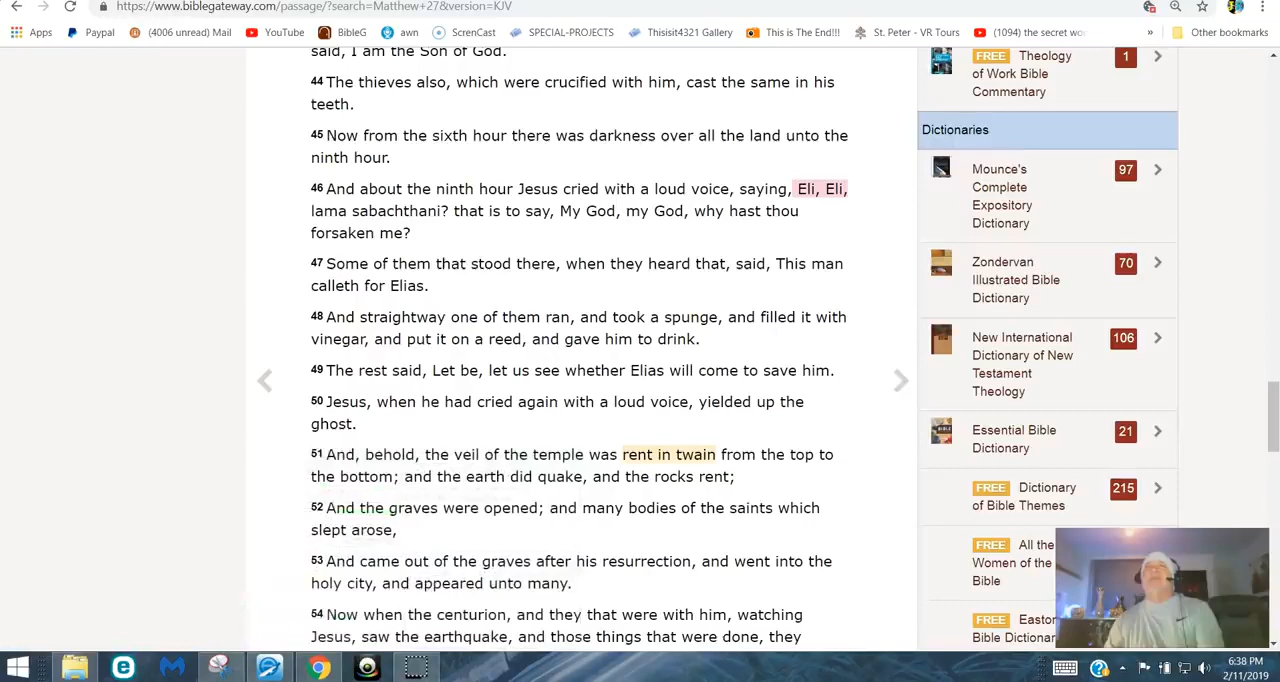 https://www.biblegateway.com/passage/?search=Matthew+27&version=KJV
Apps Paypal (4006 unread) Mail YouTube BibleG awn ScrenCast SPECIAL-PROJECTS Thisisit4321 Gallery This is The End!!! St. Peter - VR Tours (1094) the secret wo » Other bookmarks
said, I am the Son of God.
44 The thieves also, which were crucified with him, cast the same in his
teeth.
45 Now from the sixth hour there was darkness over all the land unto the
ninth hour.
46 And about the ninth hour Jesus cried with a loud voice, saying, Eli, Eli,
lama sabachthani? that is to say, My God, my God, why hast thou
forsaken me?
47 Some of them that stood there, when they heard that, said, This man
calleth for Elias.
48 And straightway one of them ran, and took a spunge, and filled it with
vinegar, and put it on a reed, and gave him to drink.
49 The rest said, Let be, let us see whether Elias will come to save him.
50 Jesus, when he had cried again with a loud voice, yielded up the
ghost.
51 And, behold, the veil of the temple was rent in twain from the top to
the bottom; and the earth did quake, and the rocks rent;
52 And the graves were opened; and many bodies of the saints which
slept arose,
53 And came out of the graves after his resurrection, and went into the
holy city, and appeared unto many.
54 Now when the centurion, and they that were with him, watching
Jesus, saw the earthquake, and those things that were done, they
FREE Theology 1
of Work Bible
Commentary
Dictionaries
Mounce's 97
Complete
Expository
Dictionary
Zondervan 70
Illustrated Bible
Dictionary
New International 106
Dictionary of New
Testament
Theology
Essential Bible 21
Dictionary
FREE Dictionary 215
of Bible Themes
FREE All the
Women of the
Bible
FREE Easton
Bible Dictionar
6:38 PM
2/11/2019